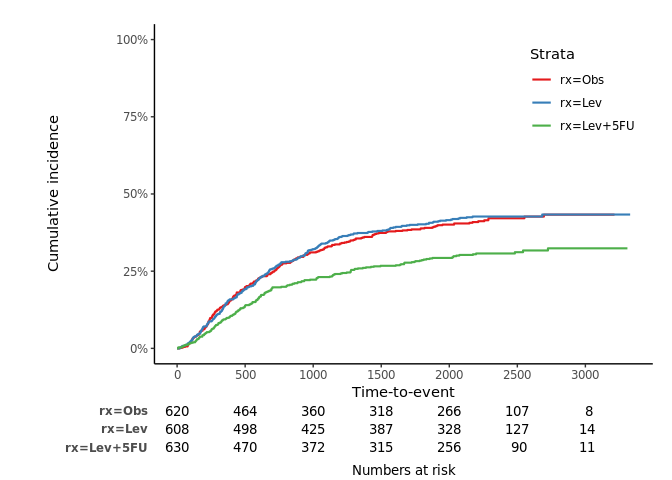 100%
75%
50%
25%
0%
Cumulative incidence
Strata
rx=Obs
rx=Lev
rx=Lev+5FU
0 500 1000 1500 2000 2500 3000
Time-to-event
rx=Obs 620 464 360 318 266 107 8
rx=Lev 608 498 425 387 328 127 14
rx=Lev+5FU 630 470 372 315 256 90 11
Numbers at risk